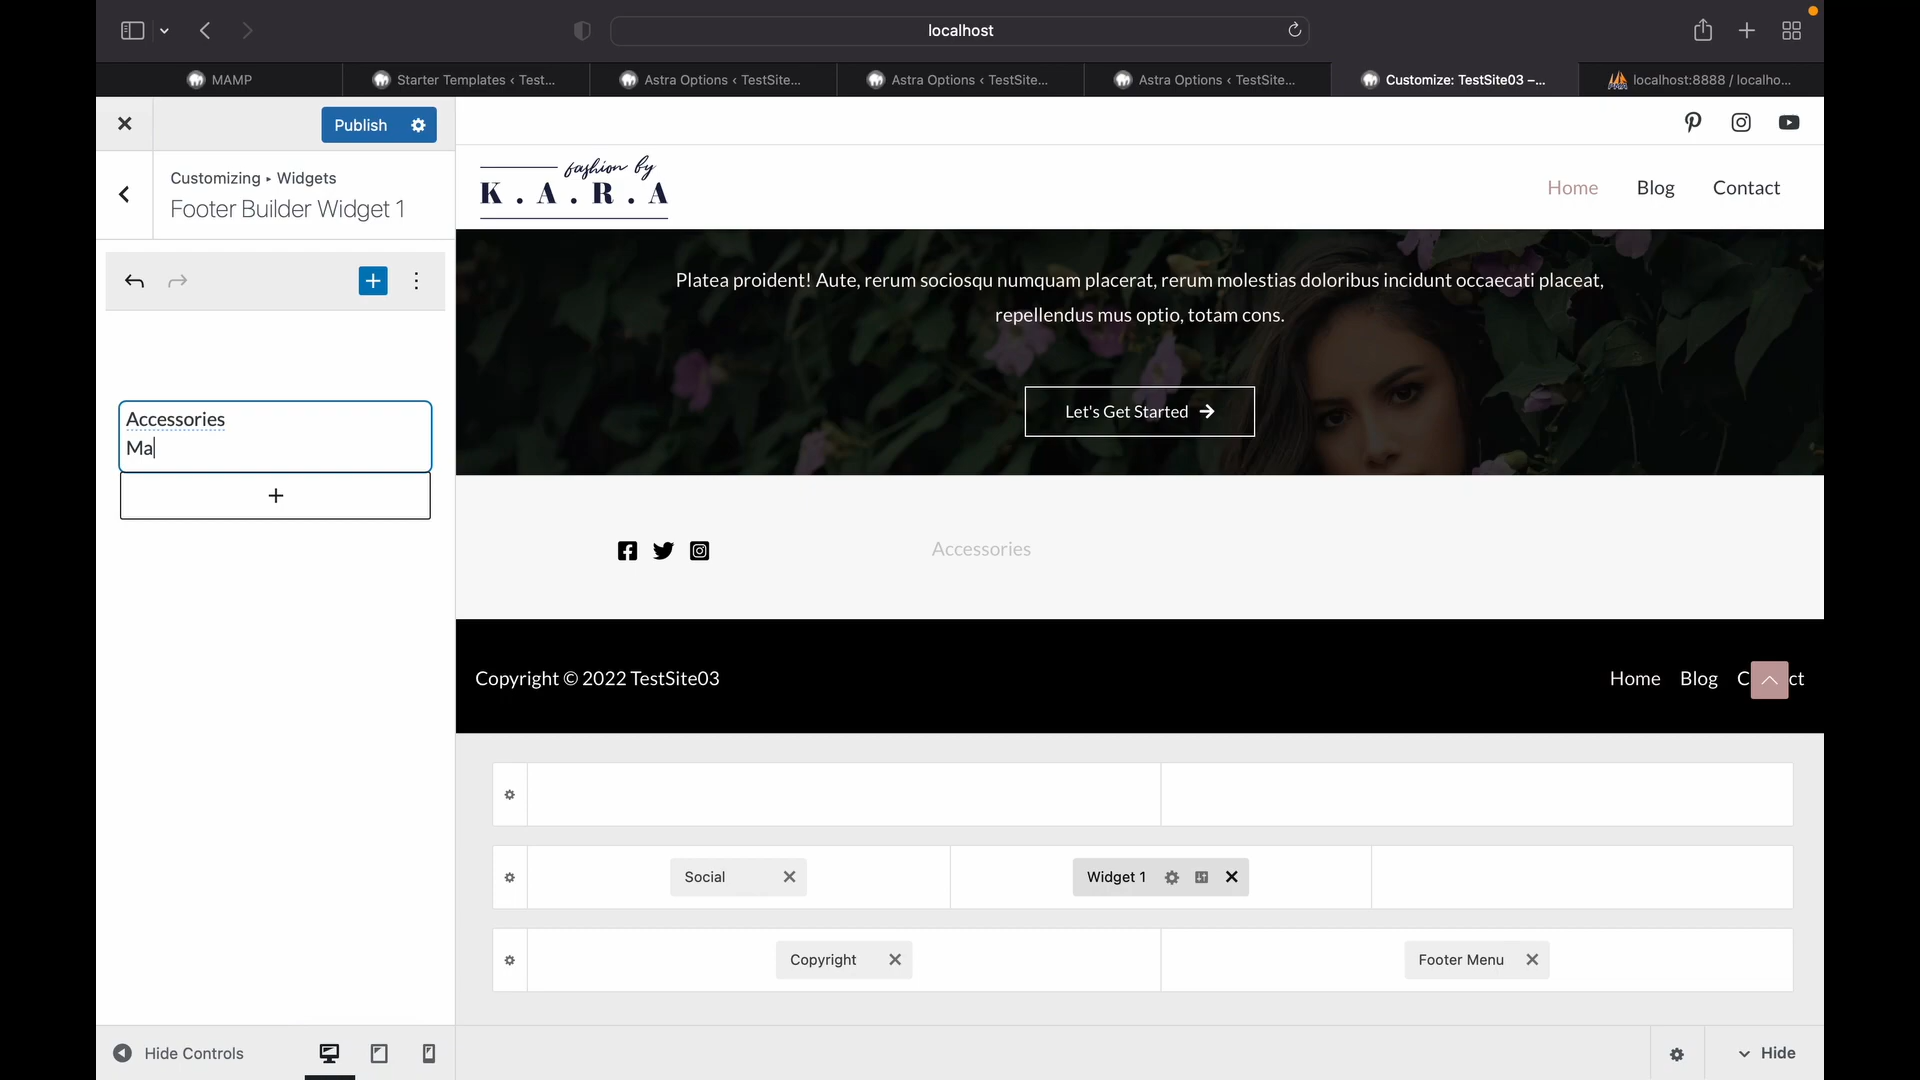 localhost
MAMP
Starter Templates ‹ Test...
Astra Options ‹ TestSite...
Astra Options ‹ TestSite...
Astra Options ‹ TestSite...
Customize: TestSite03 –...
localhost:8888 / localho...
Publish
Customizing ▸ Widgets
Footer Builder Widget 1
Accessories
Ma
fashion by
K . A . R . A
Home Blog Contact
Platea proident! Aute, rerum sociosqu numquam placerat, rerum molestias doloribus incidunt occaecati placeat,
repellendus mus optio, totam cons.
Let's Get Started
Accessories
Copyright © 2022 TestSite03
Home Blog C ct
Social
Widget 1
Copyright
Footer Menu
Hide Controls
Hide